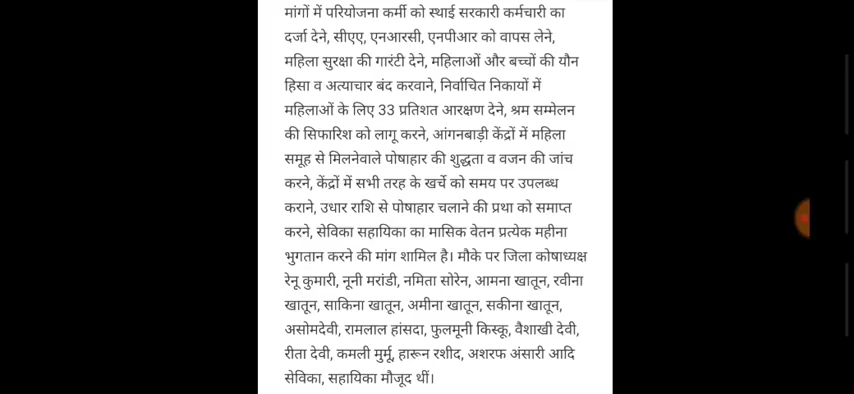 मांगों में परियोजना कर्मी को स्थाई सरकारी कर्मचारी का
दर्जा देने, सीएए, एनआरसी, एनपीआर को वापस लेने,
महिला सुरक्षा की गारंटी देने, महिलाओं और बच्चों की यौन
हिसा व अत्याचार बंद करवाने, निर्वाचित निकायों में
महिलाओं के लिए 33 प्रतिशत आरक्षण देने, श्रम सम्मेलन
की सिफारिश को लागू करने, आंगनबाड़ी केंद्रों में महिला
समूह से मिलनेवाले पोषाहार की शुद्धता व वजन की जांच
करने, केंद्रों में सभी तरह के खर्चे को समय पर उपलब्ध
कराने, उधार राशि से पोषाहार चलाने की प्रथा को समाप्त
करने, सेविका सहायिका का मासिक वेतन प्रत्येक महीना
भुगतान करने की मांग शामिल है। मौके पर जिला कोषाध्यक्ष
रेनू कुमारी, नूनी मरांडी, नमिता सोरेन, आमना खातून, रवीना
खातून, साकिना खातून, अमीना खातून, सकीना खातून,
असोमदेवी, रामलाल हांसदा, फुलमूनी किस्कू, वैशाखी देवी,
रीता देवी, कमली मुर्मू, हारून रशीद, अशरफ अंसारी आदि
सेविका, सहायिका मौजूद थीं।